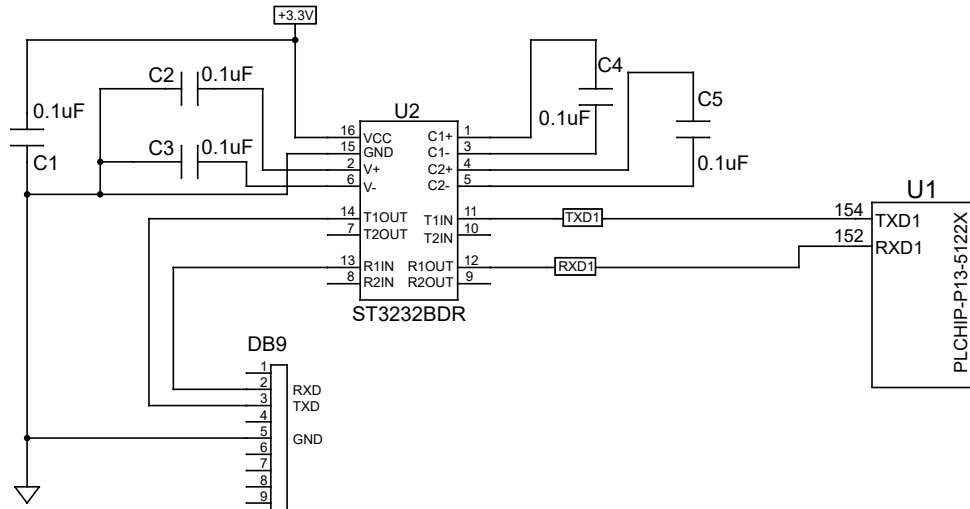 +3.3V
C2 0.1uF
0.1uF
C1
C3 0.1uF
U2
16 VCC
15 GND
2 V+
6 V-
14 T1OUT
7 T2OUT
13 R1IN
8 R2IN
C1+ 1
C1- 3
C2+ 4
C2- 5
T1IN 11
T2IN 10
R1OUT 12
R2OUT 9
ST3232BDR
C4
0.1uF
C5
0.1uF
TXD1
RXD1
U1
154 TXD1
152 RXD1
PLCHIP-P13-5122X
DB9
1
2 RXD
3 TXD
4
5 GND
6
7
8
9